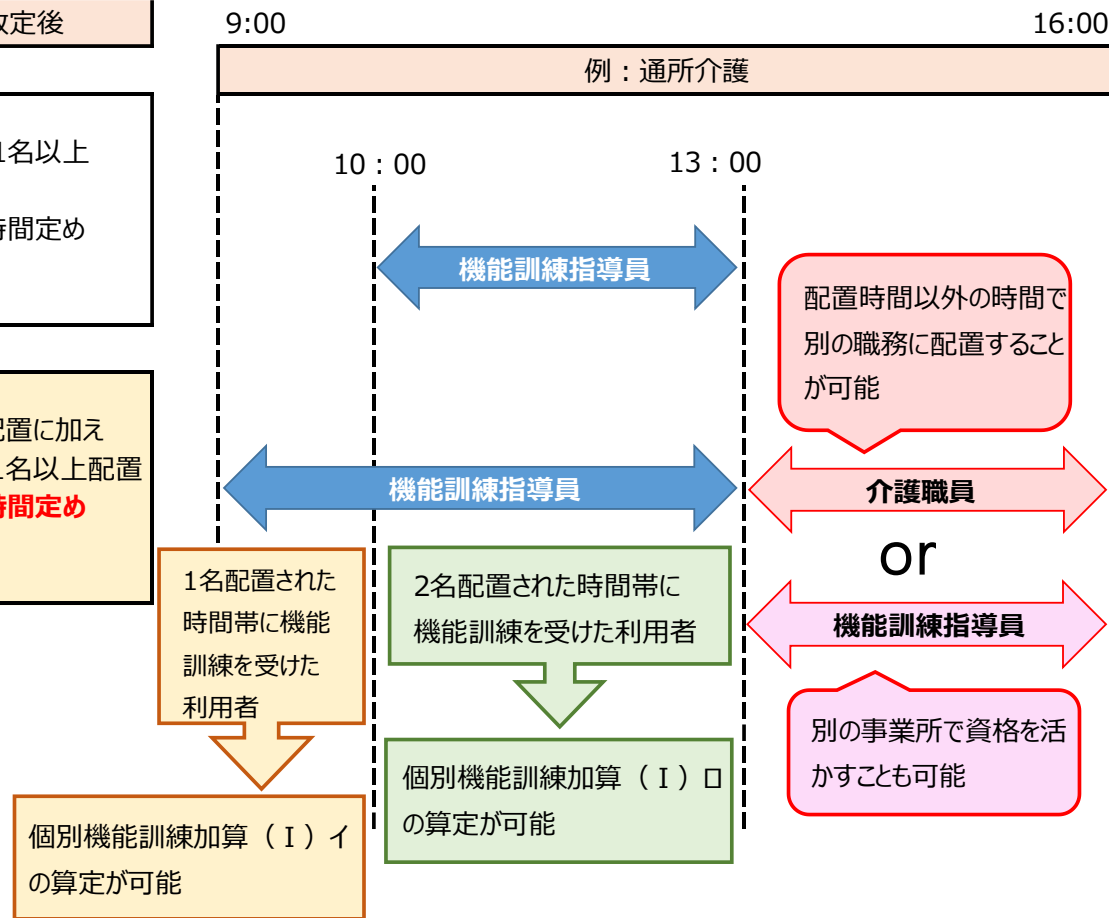 改定後
9:00
16:00
例：通所介護
1名以上
時間定め
10：00
13：00
機能訓練指導員
配置時間以外の時間で
別の職務に配置すること
が可能
配置に加え
1名以上配置
時間定め
機能訓練指導員
介護職員
or
機能訓練指導員
1名配置された
時間帯に機能
訓練を受けた
利用者
2名配置された時間帯に
機能訓練を受けた利用者
別の事業所で資格を活
かすことも可能
個別機能訓練加算（Ⅰ）イ
の算定が可能
個別機能訓練加算（Ⅰ）ロ
の算定が可能